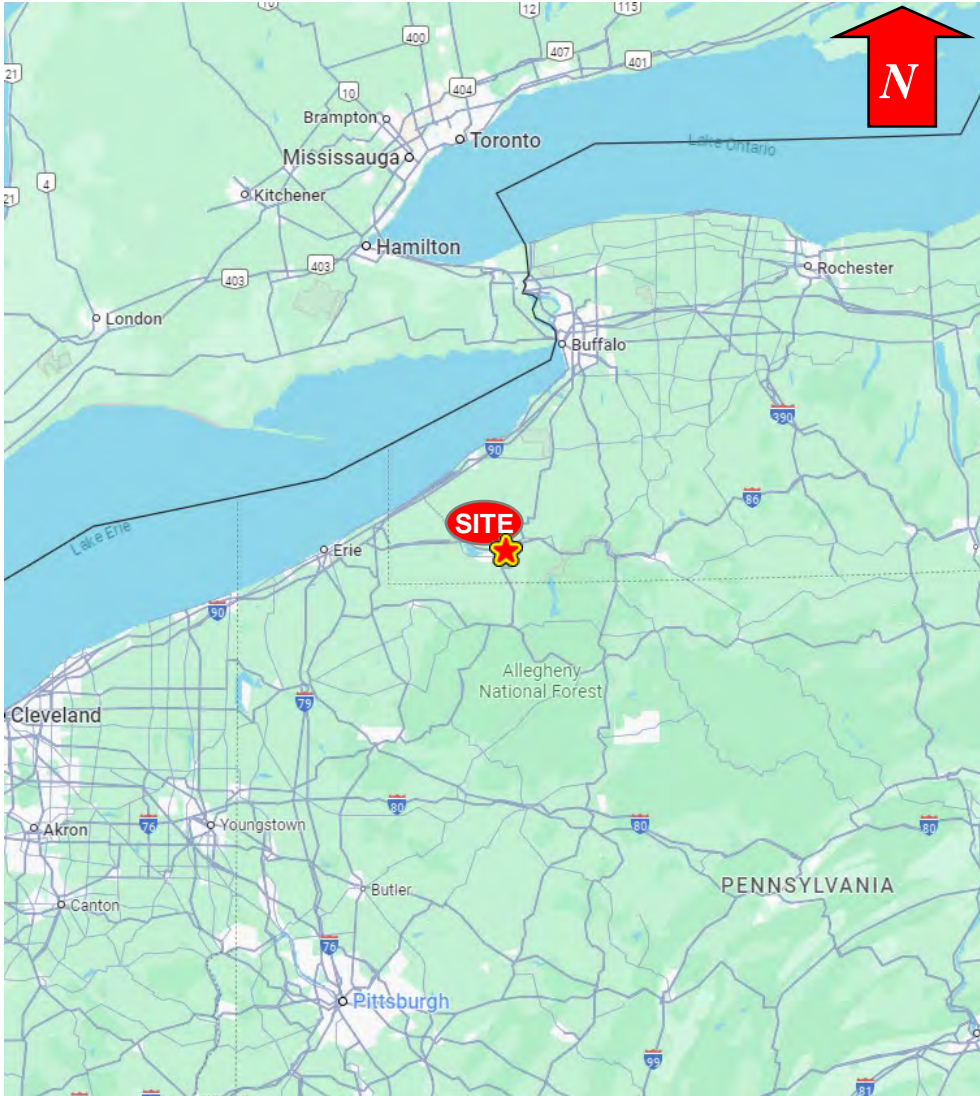 10
12
115
400
407
401
21
404
10
N
Brampton
Toronto
Lake Ontario
Mississauga
4
Kitchener
21
Hamilton
Rochester
403
403
London
Buffalo
390
90
86
SITE
Lake Erie
Erie
90
Allegheny
National Forest
79
Cleveland
80
76
Youngstown
80
80
Akron
Butler
PENNSYLVANIA
Canton
76
Pittsburgh
99
81